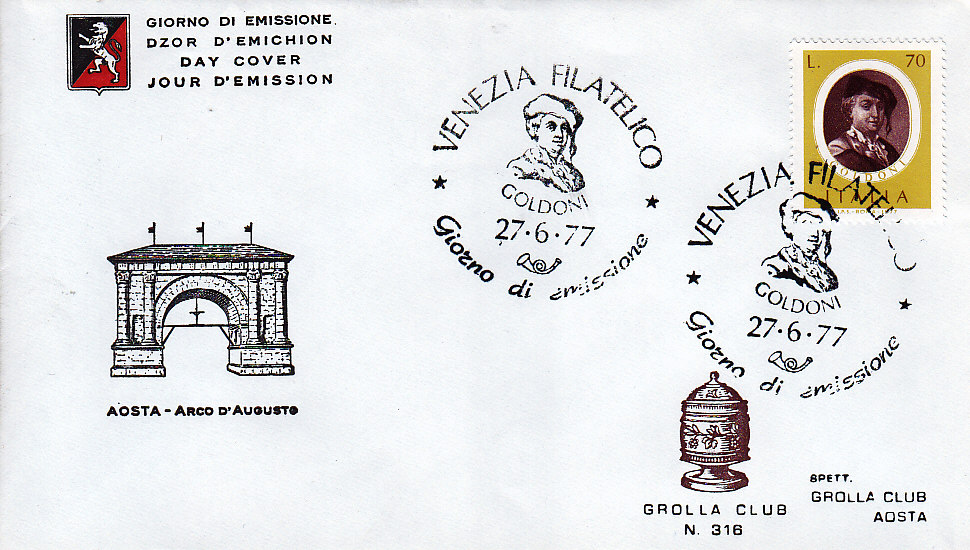 GIORNO DI EMISSIONE
DZOR D'EMICHION
DAY COVER
JOUR D'EMISSION
VENEZIA FILATELICO
GOLDONI
27·6·77
Giorno di emissione
L. 70
GOLDONI
ITALIA
VENEZIA FILATELICO
GOLDONI
27·6·77
Giorno di emissione
AOSTA - ARCO D'AUGUSTO
GROLLA CLUB
N. 316
SPETT.
GROLLA CLUB
AOSTA